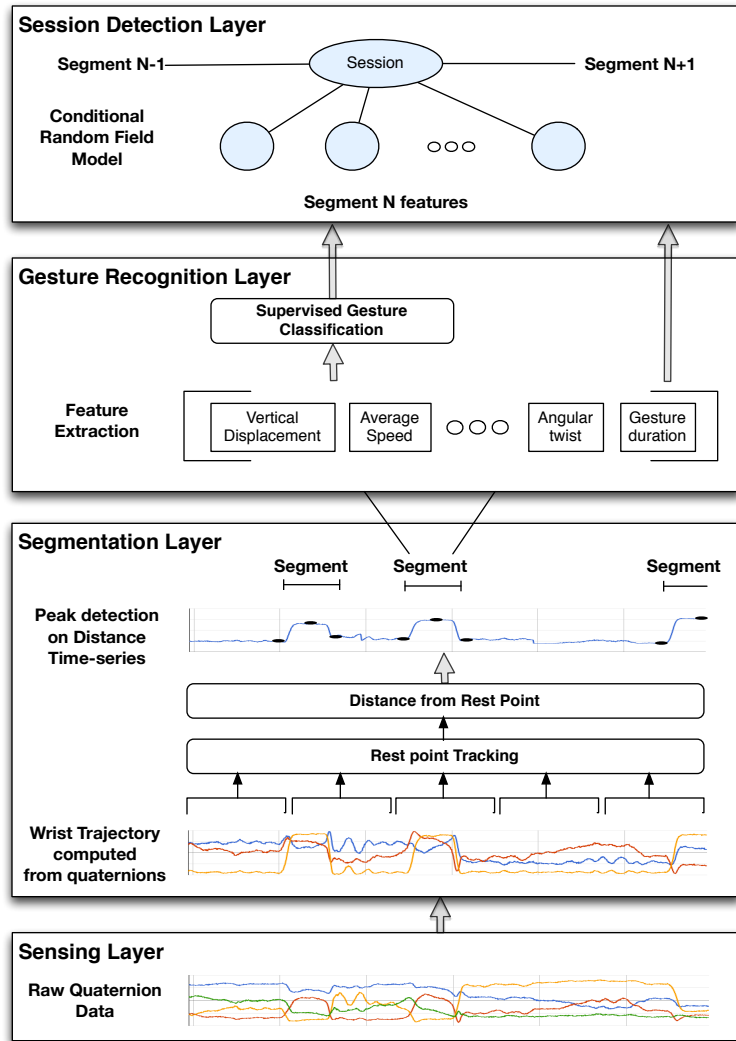 Session Detection Layer
Segment N-1
Session
Segment N+1
Conditional
Random Field
Model
Segment N features
Gesture Recognition Layer
Supervised Gesture
Classification
Feature
Extraction
Vertical
Displacement
Average
Speed
Angular
twist
Gesture
duration
Segmentation Layer
Segment
Segment
Segment
Peak detection
on Distance
Time-series
Distance from Rest Point
Rest point Tracking
Wrist Trajectory
computed
from quaternions
Sensing Layer
Raw Quaternion
Data